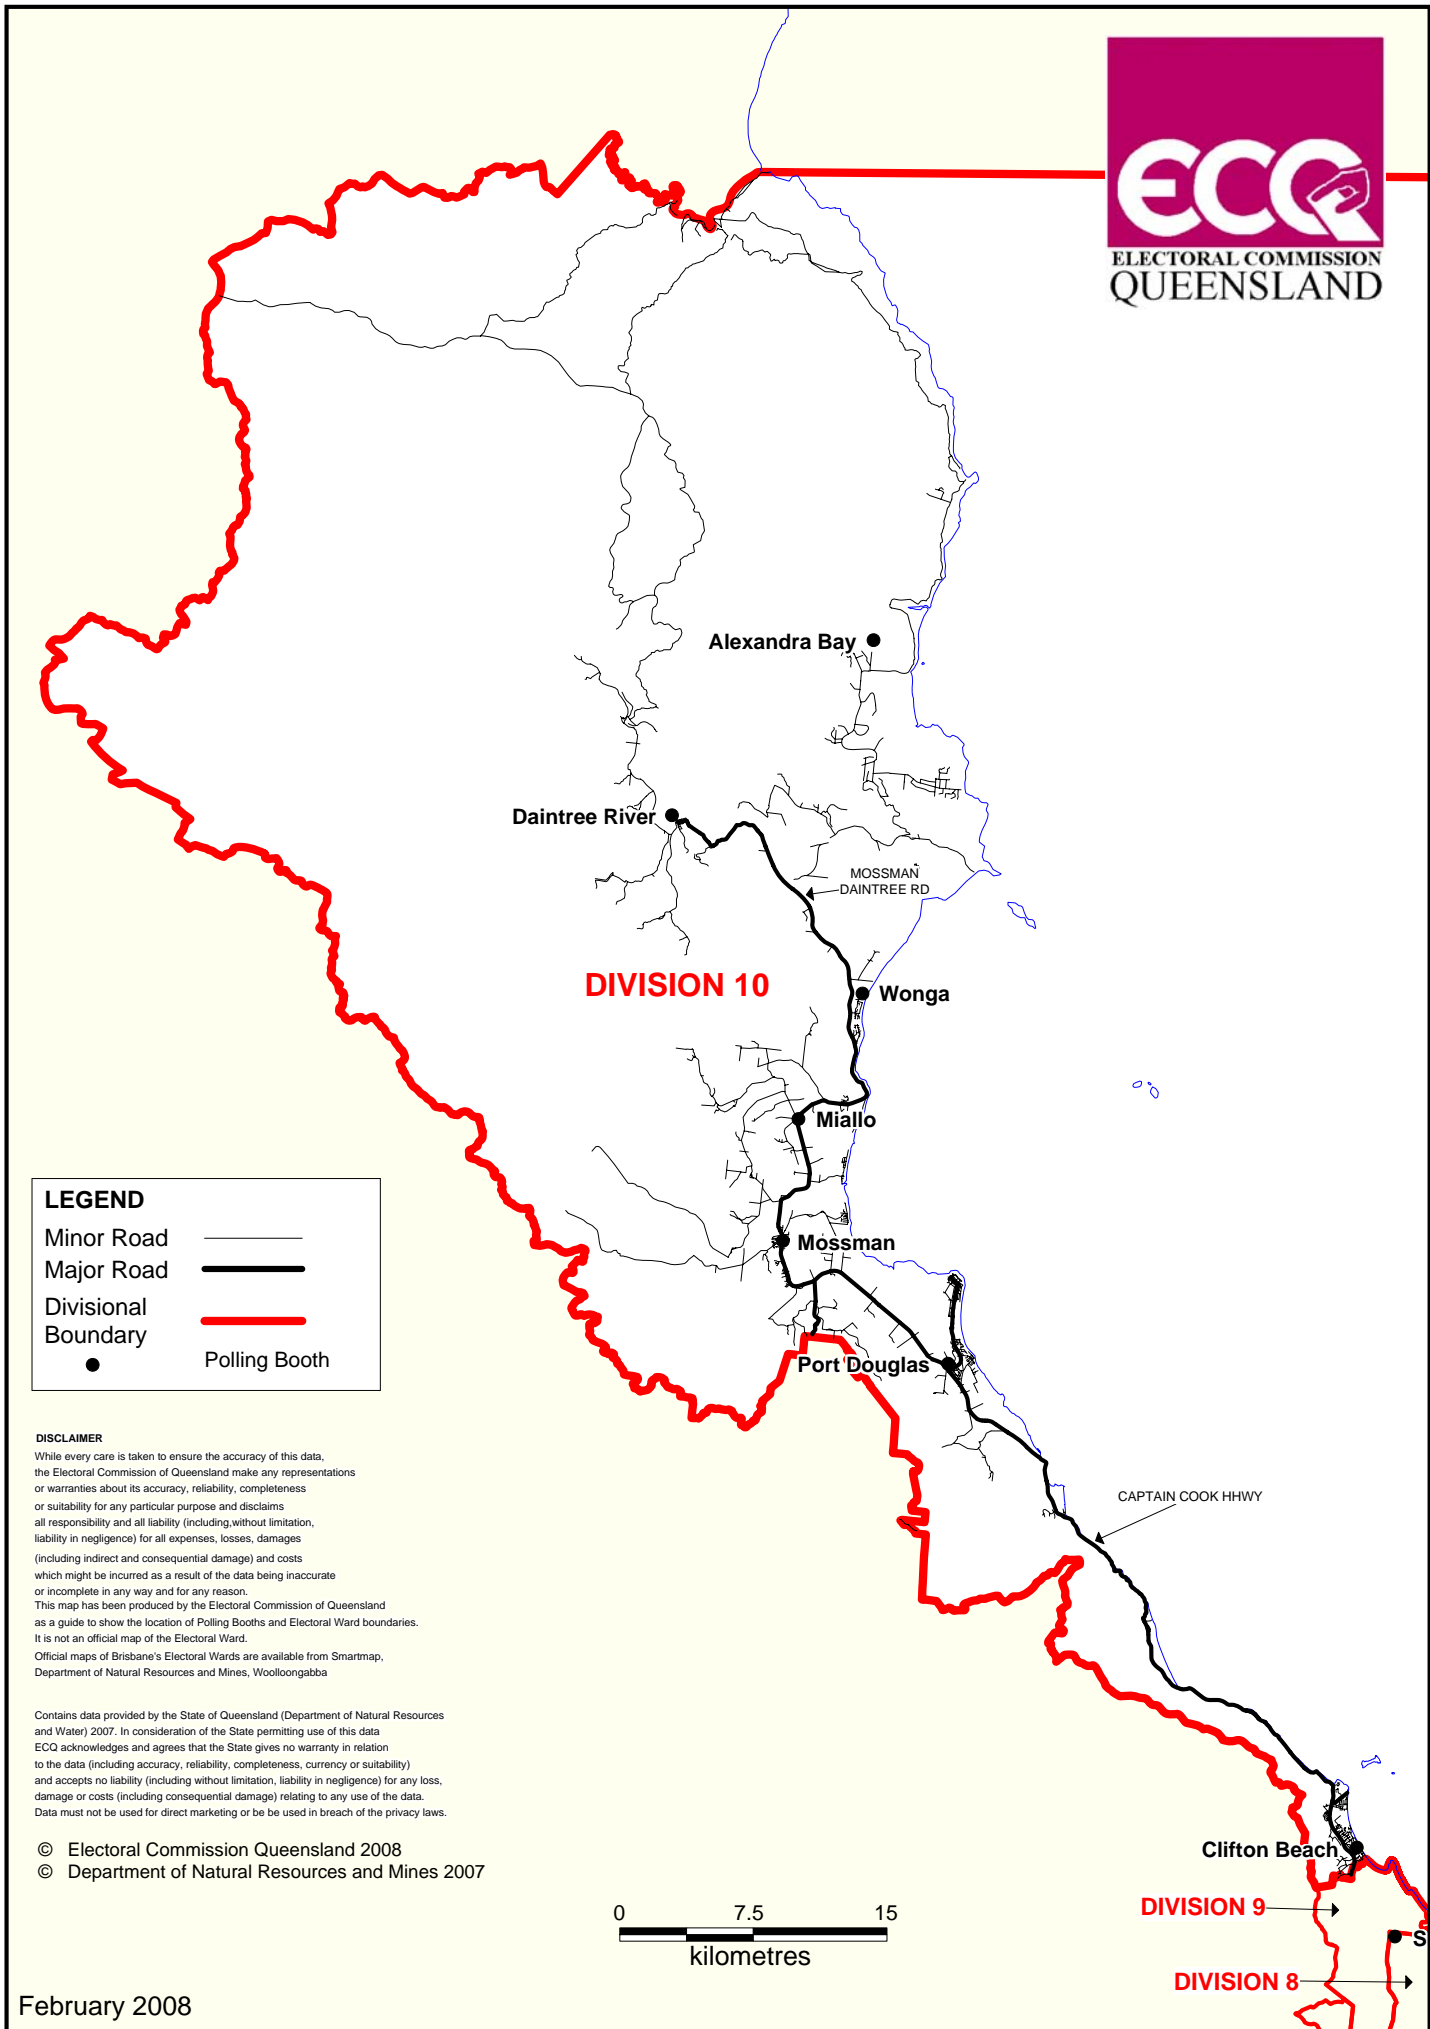 ECQ
ELECTORAL COMMISSION
QUEENSLAND
Alexandra Bay
Daintree River
MOSSMAN
DAINTREE RD
DIVISION 10
Wonga
Miallo
LEGEND
Minor Road
Major Road
Divisional
Boundary
Polling Booth
Mossman
Port Douglas
DISCLAIMER
While every care is taken to ensure the accuracy of this data,
the Electoral Commission of Queensland make any representations
or warranties about its accuracy, reliability, completeness
or suitability for any particular purpose and disclaims
all responsibility and all liability (including,without limitation,
liability in negligence) for all expenses, losses, damages
(including indirect and consequential damage) and costs
which might be incurred as a result of the data being inaccurate
or incomplete in any way and for any reason.
This map has been produced by the Electoral Commission of Queensland
as a guide to show the location of Polling Booths and Electoral Ward boundaries.
It is not an official map of the Electoral Ward.
Official maps of Brisbane's Electoral Wards are available from Smartmap,
Department of Natural Resources and Mines, Woolloongabba
CAPTAIN COOK HHWY
Contains data provided by the State of Queensland (Department of Natural Resources
and Water) 2007. In consideration of the State permitting use of this data
ECQ acknowledges and agrees that the State gives no warranty in relation
to the data (including accuracy, reliability, completeness, currency or suitability)
and accepts no liability (including without limitation, liability in negligence) for any loss,
damage or costs (including consequential damage) relating to any use of the data.
Data must not be used for direct marketing or be be used in breach of the privacy laws.
© Electoral Commission Queensland 2008
© Department of Natural Resources and Mines 2007
Clifton Beach
DIVISION 9
S
DIVISION 8
0 7.5 15
kilometres
February 2008